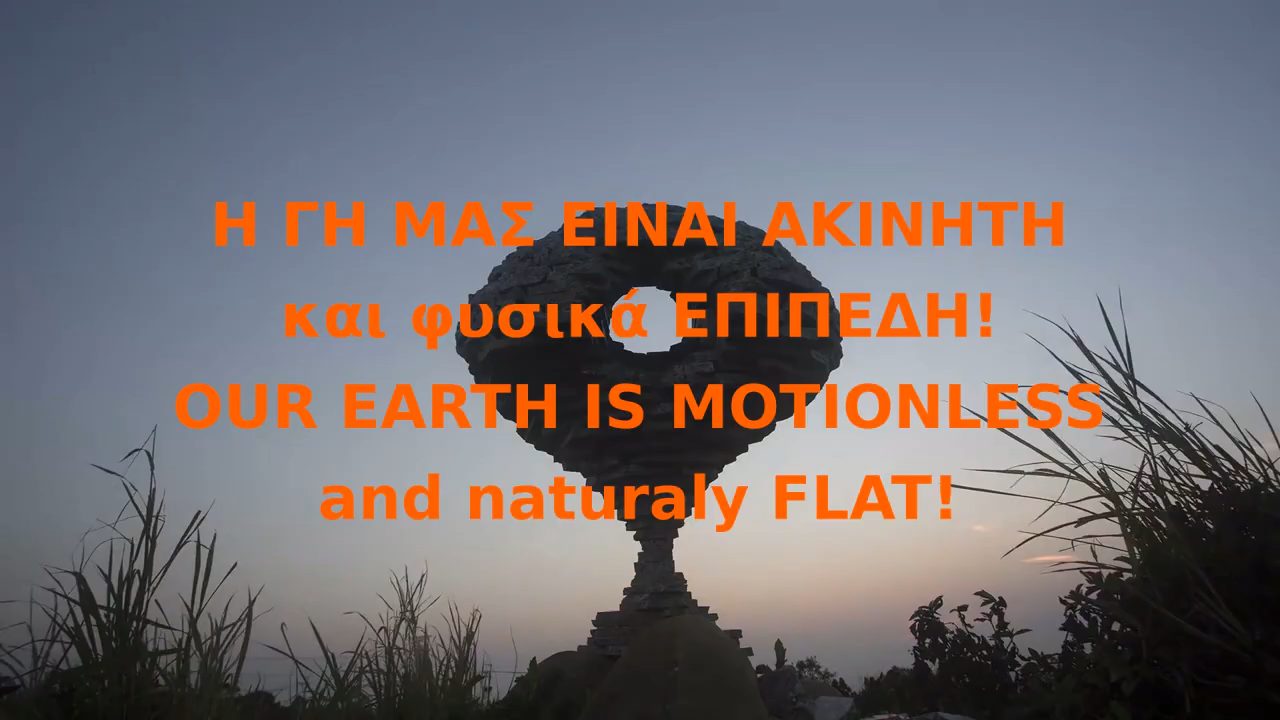 Η ΓΗ ΜΑΣ ΕΙΝΑΙ ΑΚΙΝΗΤΗ
και φυσικά ΕΠΙΠΕΔΗ!
OUR EARTH IS MOTIONLESS
and naturaly FLAT!